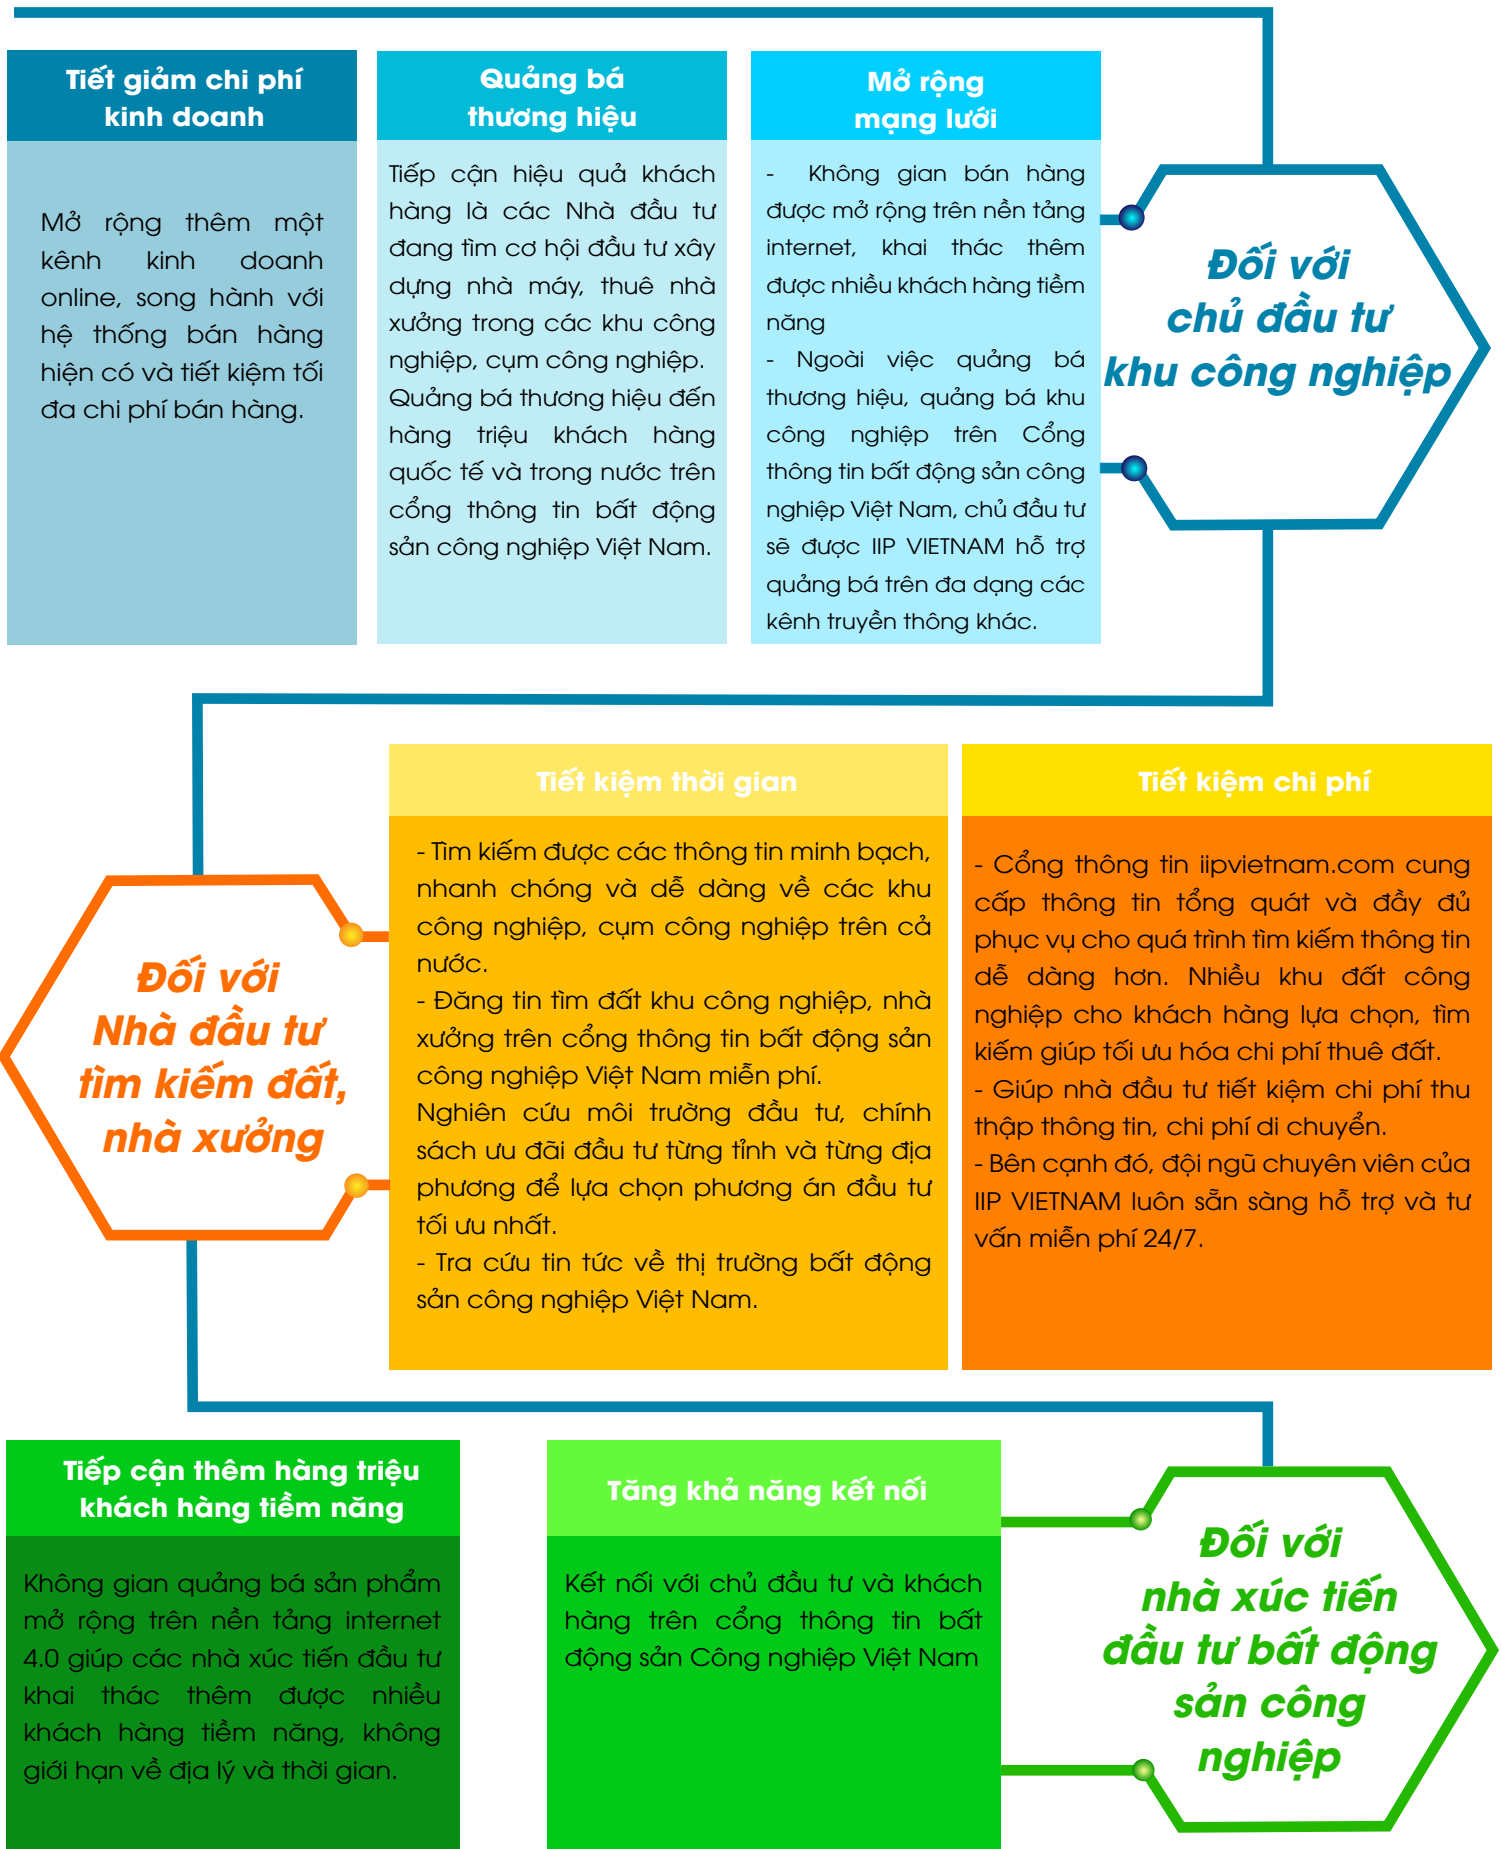 Tiết giảm chi phí
kinh doanh
Mở rộng thêm một
kênh kinh doanh
online, song hành với
hệ thống bán hàng
hiện có và tiết kiệm tối
đa chi phí bán hàng.
Quảng bá
thương hiệu
Tiếp cận hiệu quả khách
hàng là các Nhà đầu tư
đang tìm cơ hội đầu tư xây
dựng nhà máy, thuê nhà
xưởng trong các khu công
nghiệp, cụm công nghiệp.
Quảng bá thương hiệu đến
hàng triệu khách hàng
quốc tế và trong nước trên
cổng thông tin bất động
sản công nghiệp Việt Nam.
Mở rộng
mạng lưới
- Không gian bán hàng
được mở rộng trên nền tảng
internet, khai thác thêm
được nhiều khách hàng tiềm
năng
- Ngoài việc quảng bá
thương hiệu, quảng bá khu
công nghiệp trên Cổng
thông tin bất động sản công
nghiệp Việt Nam, chủ đầu tư
sẽ được IIP VIETNAM hỗ trợ
quảng bá trên đa dạng các
kênh truyền thông khác.
Đối với
chủ đầu tư
khu công nghiệp
Đối với
Nhà đầu tư
tìm kiếm đất,
nhà xưởng
Tiết kiệm thời gian
- Tìm kiếm được các thông tin minh bạch,
nhanh chóng và dễ dàng về các khu
công nghiệp, cụm công nghiệp trên cả
nước.
- Đăng tin tìm đất khu công nghiệp, nhà
xưởng trên cổng thông tin bất động sản
công nghiệp Việt Nam miễn phí.
Nghiên cứu môi trường đầu tư, chính
sách ưu đãi đầu tư từng tỉnh và từng địa
phương để lựa chọn phương án đầu tư
tối ưu nhất.
- Tra cứu tin tức về thị trường bất động
sản công nghiệp Việt Nam.
Tiết kiệm chi phí
- Cổng thông tin iipvietnam.com cung
cấp thông tin tổng quát và đầy đủ
phục vụ cho quá trình tìm kiếm thông tin
dễ dàng hơn. Nhiều khu đất công
nghiệp cho khách hàng lựa chọn, tìm
kiếm giúp tối ưu hóa chi phí thuê đất.
- Giúp nhà đầu tư tiết kiệm chi phí thu
thập thông tin, chi phí di chuyển.
- Bên cạnh đó, đội ngũ chuyên viên của
IIP VIETNAM luôn sẵn sàng hỗ trợ và tư
vấn miễn phí 24/7.
Tiếp cận thêm hàng triệu
khách hàng tiềm năng
Không gian quảng bá sản phẩm
mở rộng trên nền tảng internet
4.0 giúp các nhà xúc tiến đầu tư
khai thác thêm được nhiều
khách hàng tiềm năng, không
giới hạn về địa lý và thời gian.
Tăng khả năng kết nối
Kết nối với chủ đầu tư và khách
hàng trên cổng thông tin bất
động sản Công nghiệp Việt Nam
Đối với
nhà xúc tiến
đầu tư bất động
sản công
nghiệp